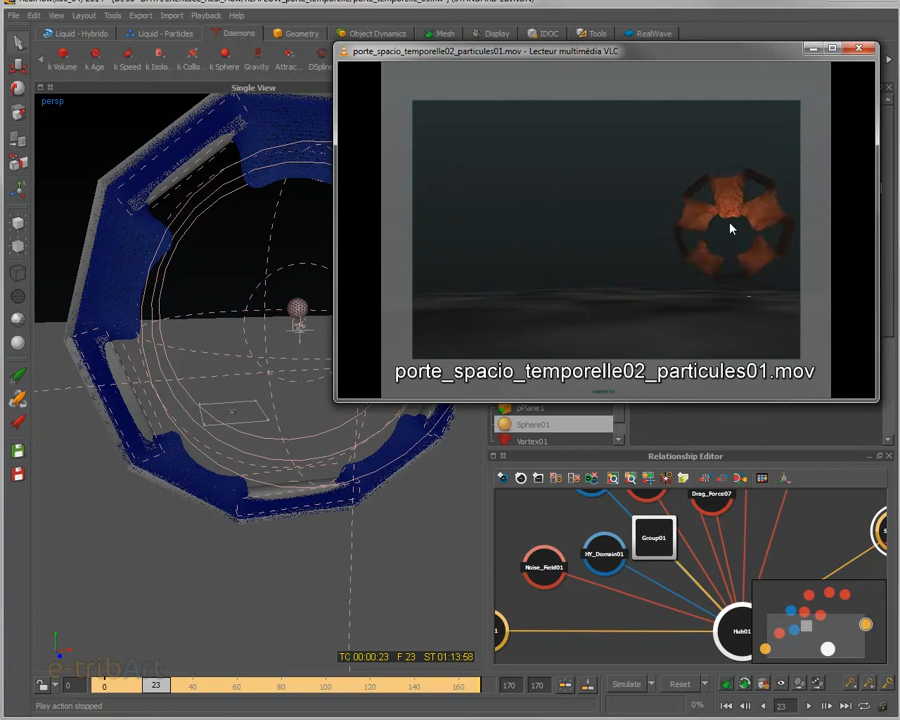 File Edit View Layout Tools Export Import Playback Help
Liquid - Hybrido Liquid - Particles Daemons Geometry Object Dynamics Mesh Display IDOC Tools RealWave
porte_spacio_temporelle02_particules01.mov - Lecteur multimédia VLC
k Volume k Age k Speed k Isola... k Collis... k Sphere Gravity Attrac... DSplin
Single View
persp
porte_spacio_temporelle02_particules01.mov
pPlane1
Sphere01
Vortex01
Relationship Editor
Drag_Force07
Group01
HY_Domain01
Noise_Field01
Hub01
1
e-tribArt
TC 00:00:23 F 23 ST 01:13:58
0 0 23 40 60 80 100 120 140 160 170 170 Simulate Reset
Play action stopped
0% 23